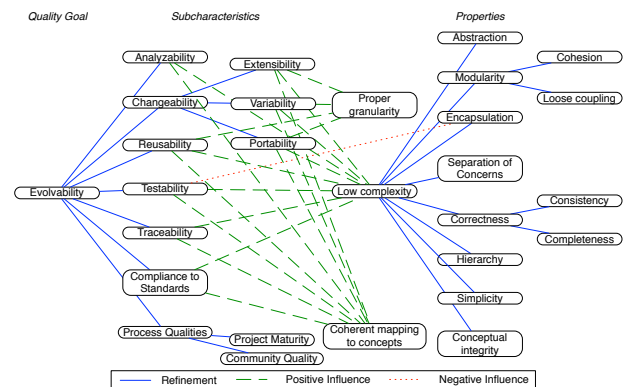 Quality Goal
Subcharacteristics
Properties
Abstraction
Analyzability
Extensibility
Cohesion
Modularity
Changeability
Variability
Proper
granularity
Loose coupling
Encapsulation
Reusability
Portability
Separation of
Concerns
Evolvability
Testability
Low complexity
Consistency
Correctness
Traceability
Completeness
Hierarchy
Compliance to
Standards
Simplicity
Process Qualities
Project Maturity
Coherent mapping
to concepts
Conceptual
integrity
Community Quality
Refinement
Positive Influence
Negative Influence